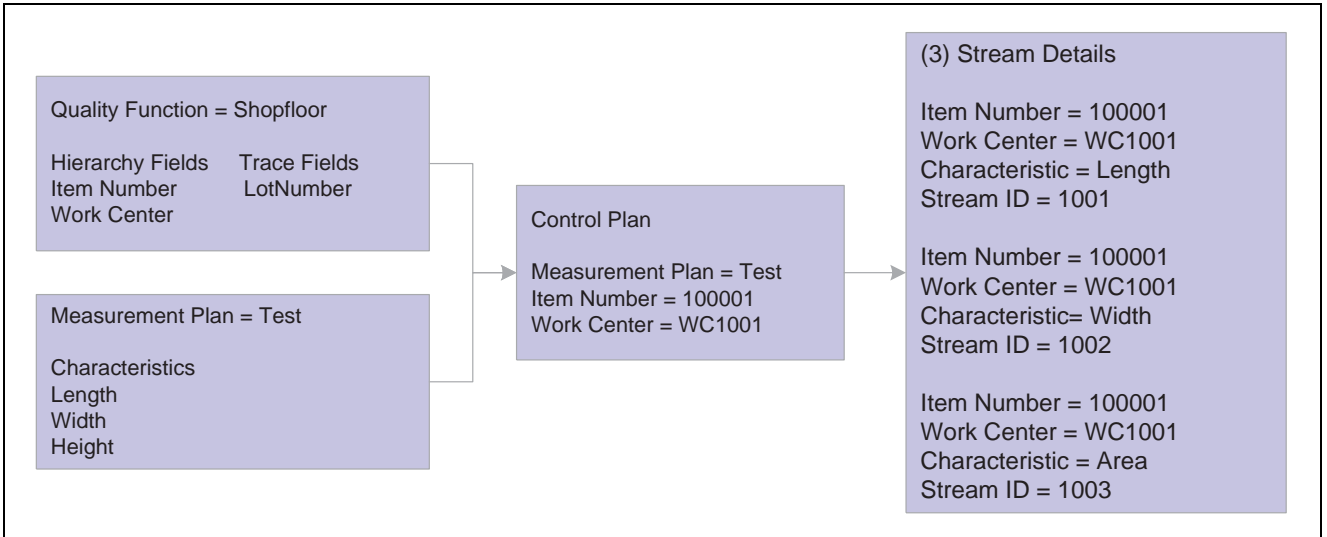 Quality Function = Shopfloor
Hierarchy Fields Trace Fields
Item Number LotNumber
Work Center
Measurement Plan = Test
Characteristics
Length
Width
Height
Control Plan
Measurement Plan = Test
Item Number = 100001
Work Center = WC1001
(3) Stream Details
Item Number = 100001
Work Center = WC1001
Characteristic = Length
Stream ID = 1001
Item Number = 100001
Work Center = WC1001
Characteristic= Width
Stream ID = 1002
Item Number = 100001
Work Center = WC1001
Characteristic = Area
Stream ID = 1003